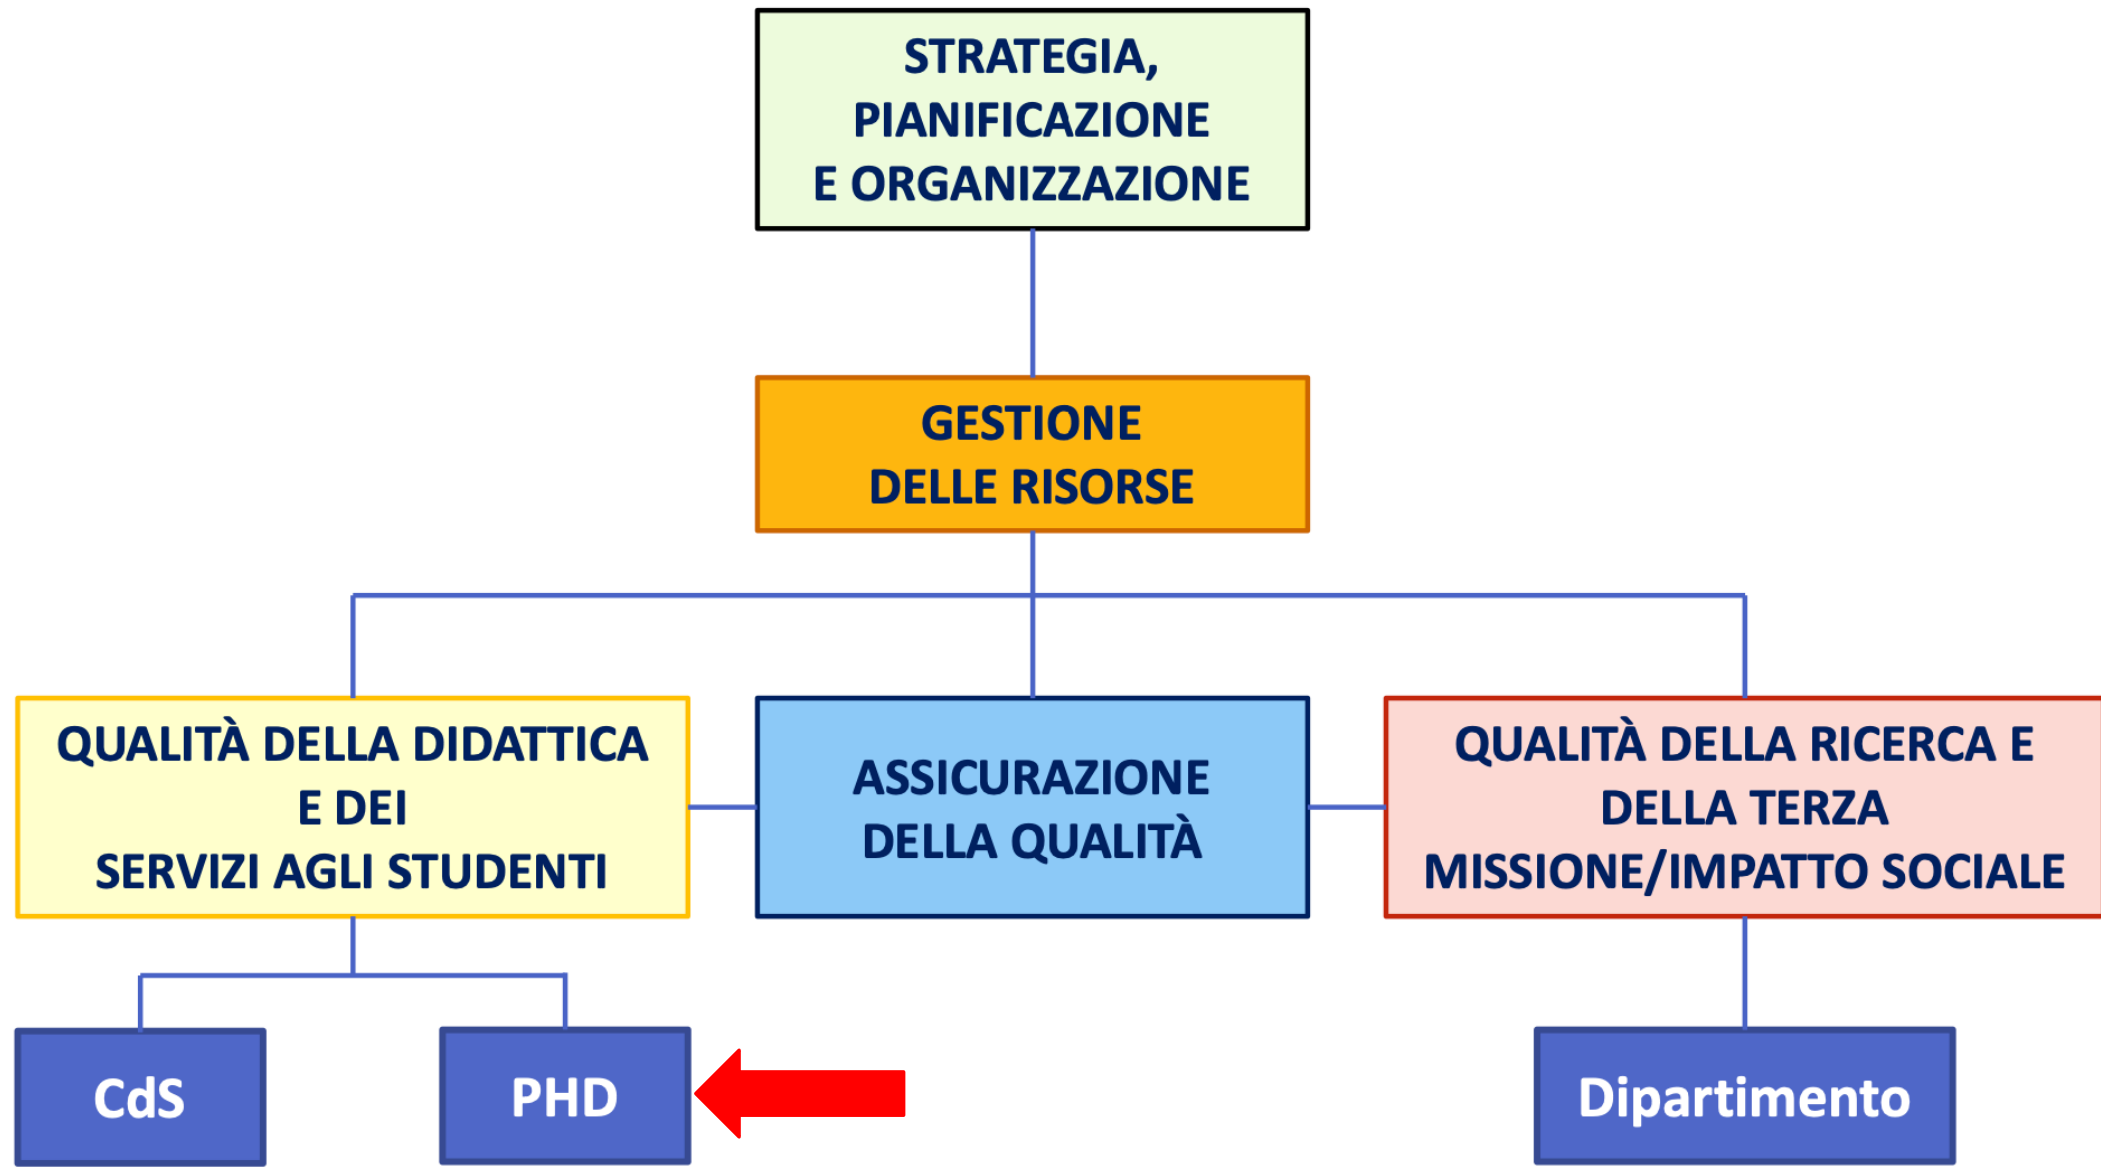 STRATEGIA,
PIANIFICAZIONE
E ORGANIZZAZIONE
GESTIONE
DELLE RISORSE
QUALITÀ DELLA DIDATTICA
E DEI
SERVIZI AGLI STUDENTI
ASSICURAZIONE
DELLA QUALITÀ
QUALITÀ DELLA RICERCA E
DELLA TERZA
MISSIONE/IMPATTO SOCIALE
CdS
PHD
Dipartimento